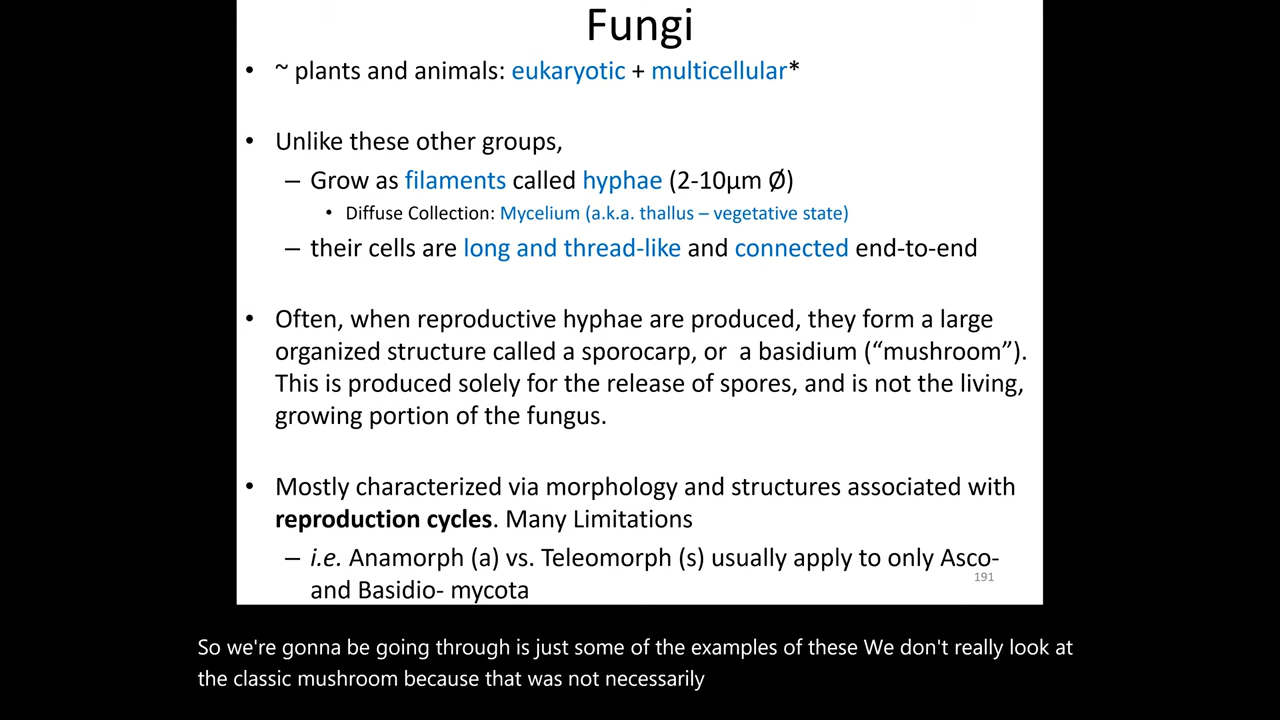 Fungi
• ~ plants and animals: eukaryotic + multicellular*
• Unlike these other groups,
– Grow as filaments called hyphae (2-10µm Ø)
• Diffuse Collection: Mycelium (a.k.a. thallus – vegetative state)
– their cells are long and thread-like and connected end-to-end
• Often, when reproductive hyphae are produced, they form a large
organized structure called a sporocarp, or a basidium (“mushroom”).
This is produced solely for the release of spores, and is not the living,
growing portion of the fungus.
• Mostly characterized via morphology and structures associated with
reproduction cycles. Many Limitations
– i.e. Anamorph (a) vs. Teleomorph (s) usually apply to only Asco-
and Basidio- mycota
191
So we're gonna be going through is just some of the examples of these We don't really look at
the classic mushroom because that was not necessarily